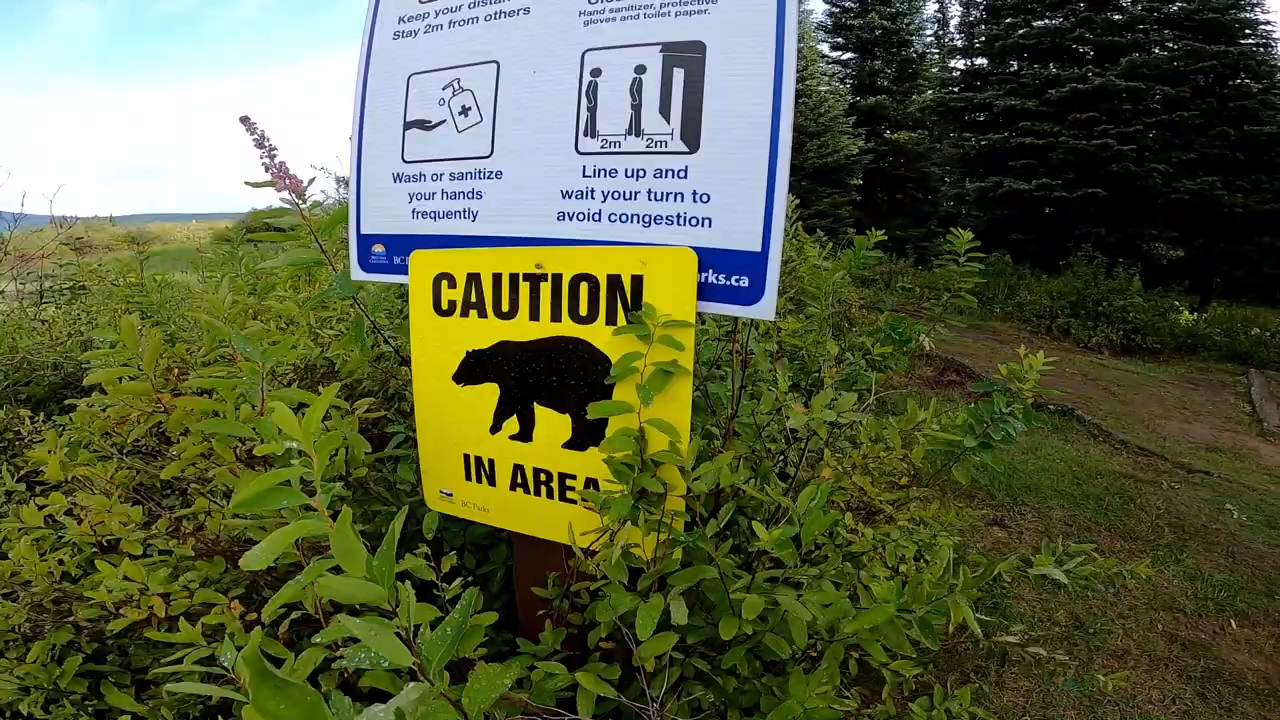 Keep your distan
Stay 2m from others
Hand sanitizer, protective
gloves and toilet paper.
2m 2m
Wash or sanitize
your hands
frequently
Line up and
wait your turn to
avoid congestion
BC
rks.ca
CAUTION
IN AREA
BC Parks